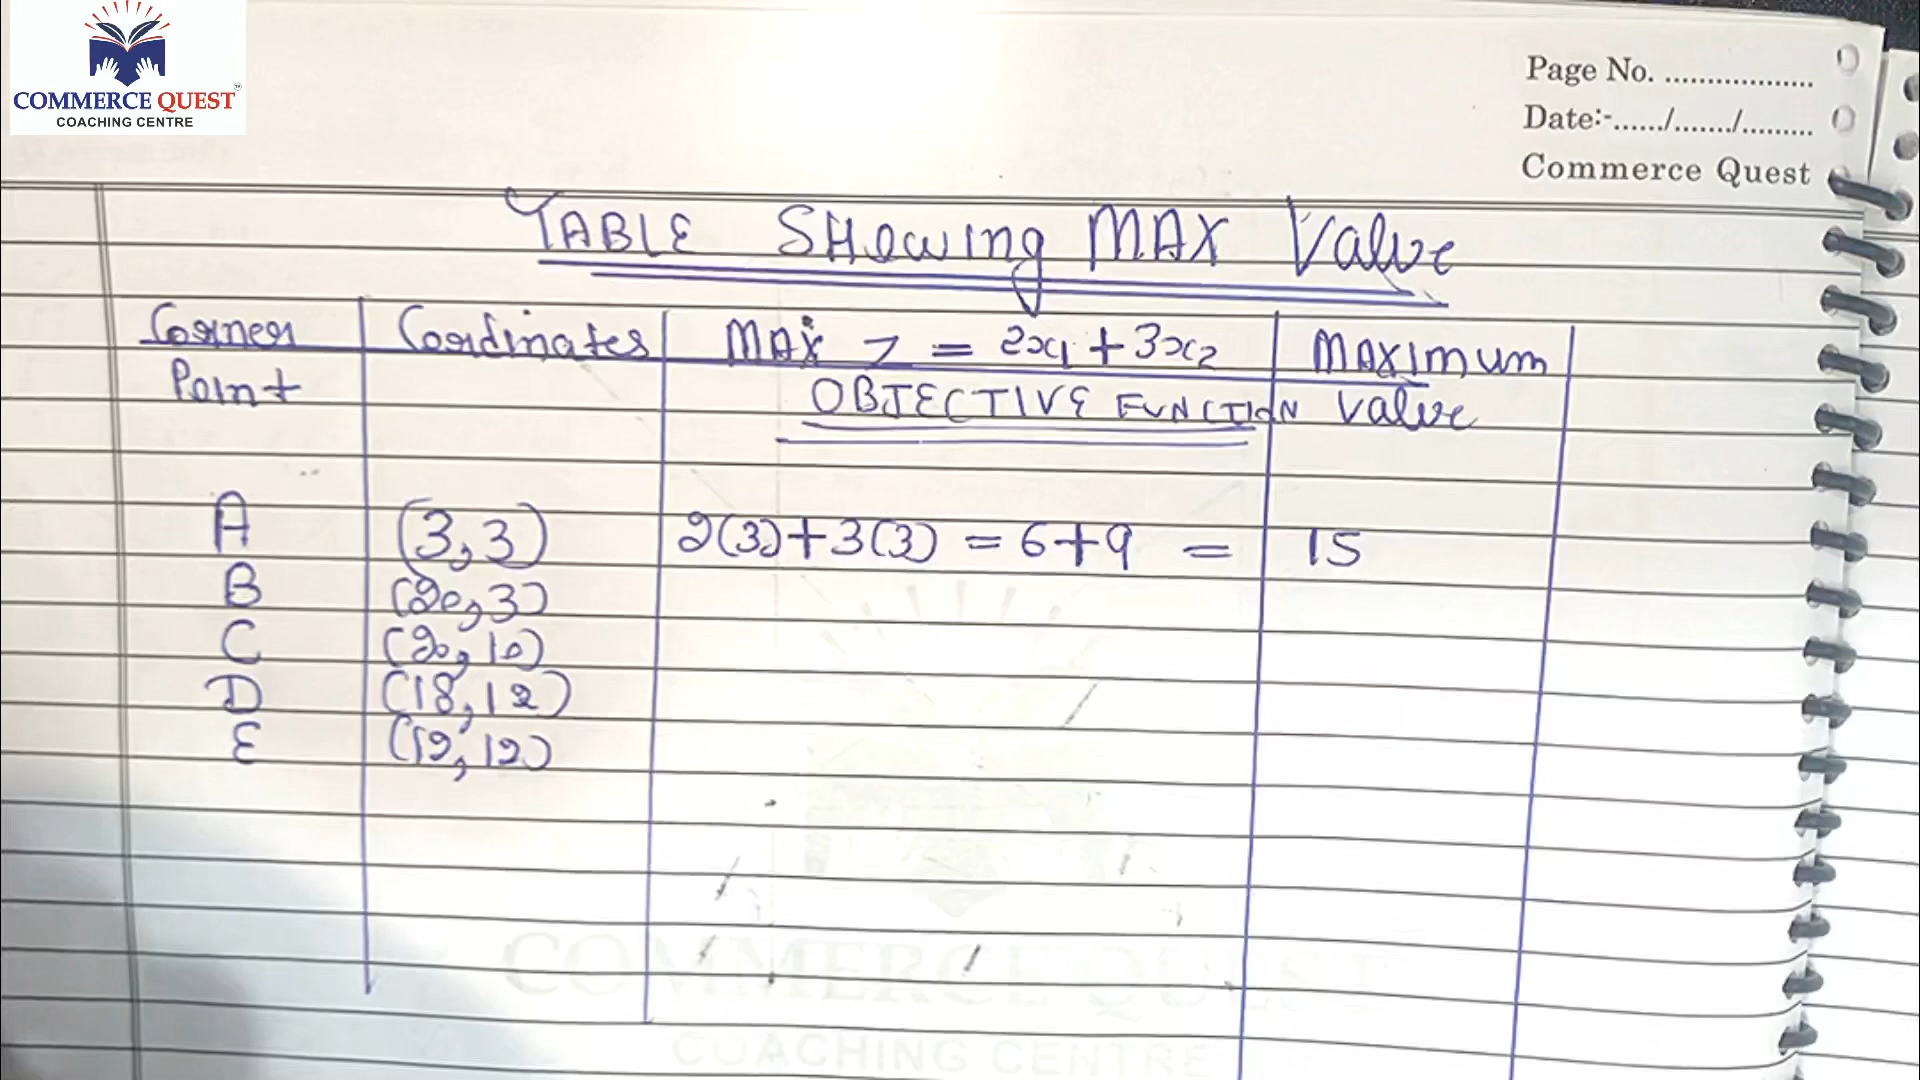 COMMERCE QUEST
COACHING CENTRE
Page No. ..................
Date:-....../......./.........
Commerce Quest
TABLE SHowing MAX Value
Corner Point | Cordinates | MAX Z = 2x₁ + 3x₂ OBJECTIVE FUNCTION | MAXIMUM Value
A (3,3) 2(3)+3(3) = 6+9 = 15
B (20,3)
C (20,10)
D (18,12)
E (12,12)
COMMERCE QUEST
COACHING CENTRE